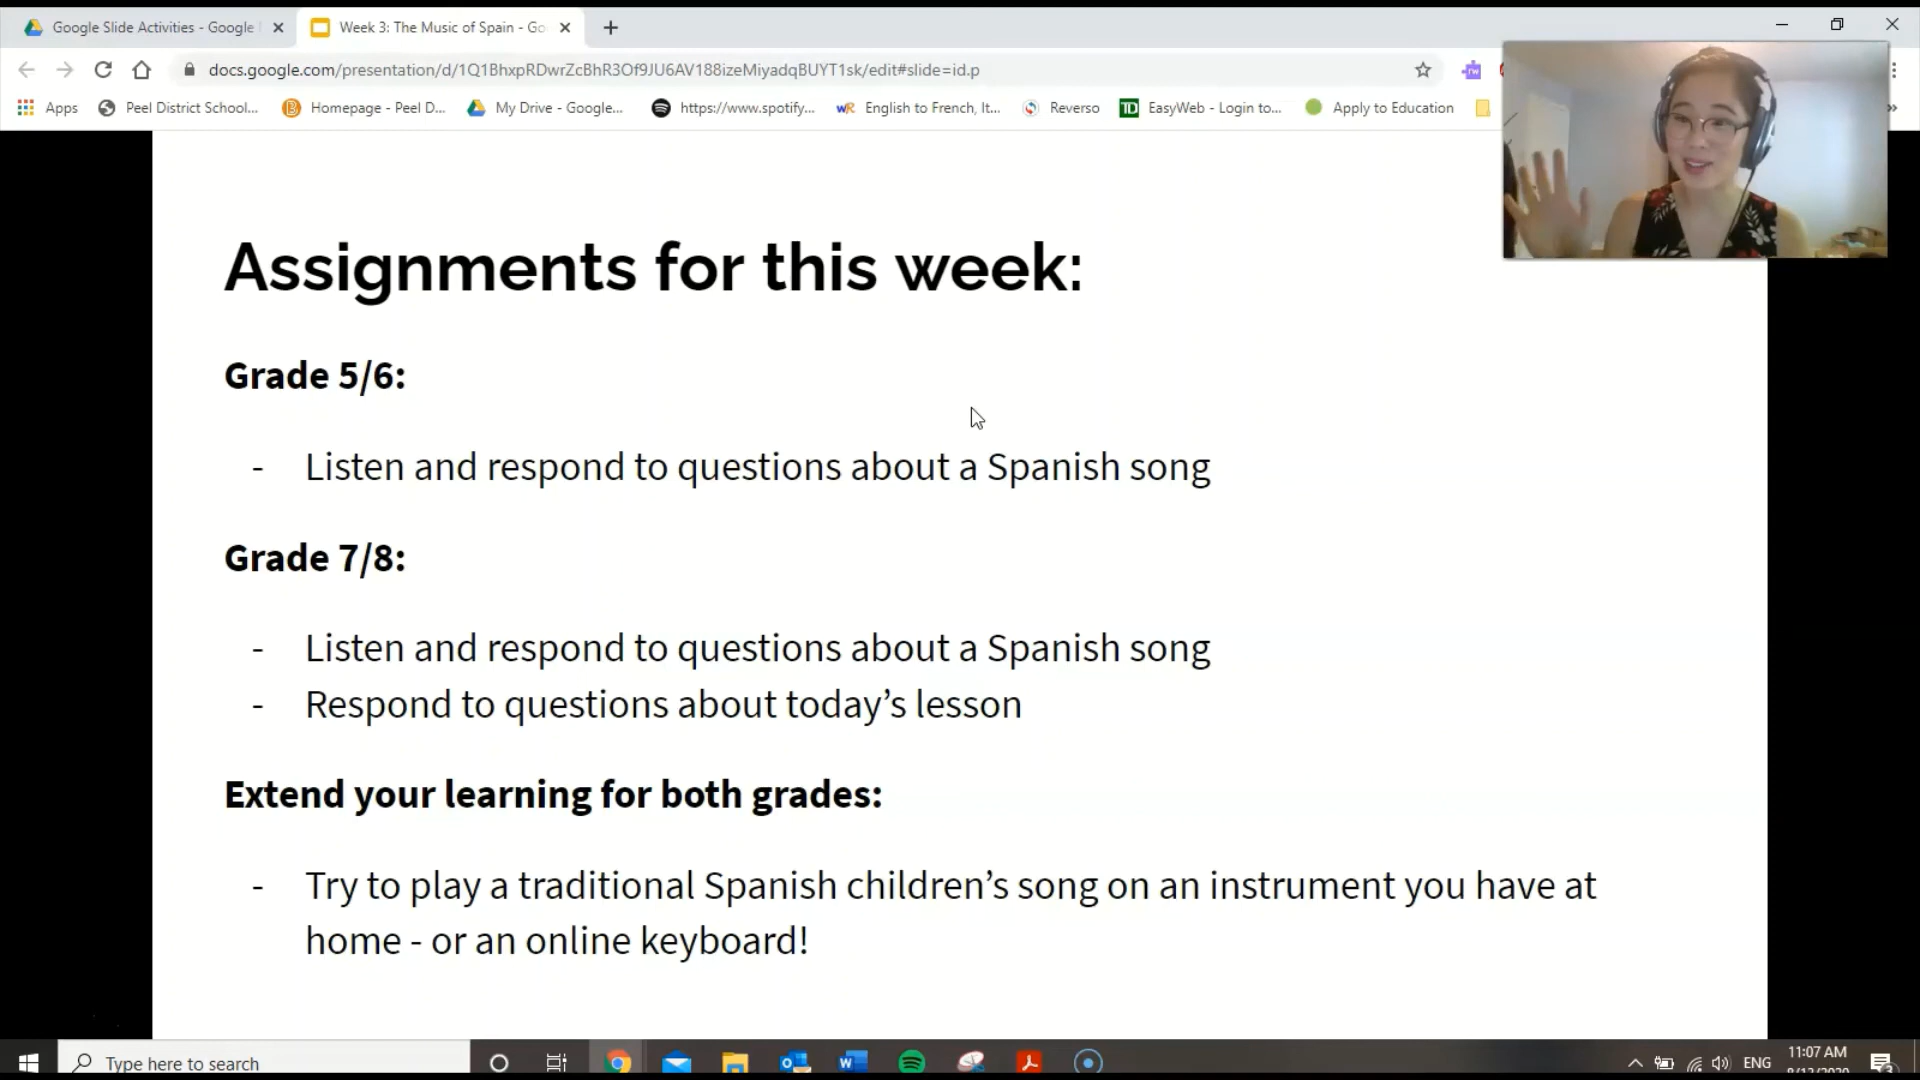 Google Slide Activities - Google
Week 3: The Music of Spain - Go
docs.google.com/presentation/d/1Q1BhxpRDwrZcBhR3Of9JU6AV188izeMiyadqBUYT1sk/edit#slide=id.p
Apps
Peel District School...
Homepage - Peel D...
My Drive - Google...
https://www.spotify...
English to French, It...
Reverso
EasyWeb - Login to...
Apply to Education
Assignments for this week:
Grade 5/6:
- Listen and respond to questions about a Spanish song
Grade 7/8:
- Listen and respond to questions about a Spanish song
- Respond to questions about today’s lesson
Extend your learning for both grades:
- Try to play a traditional Spanish children’s song on an instrument you have at
home - or an online keyboard!
Type here to search
ENG
11:07 AM